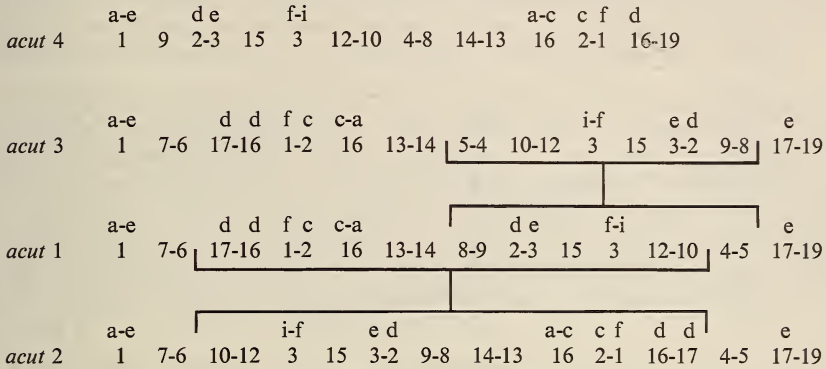 a-e d e f-i a-c c f d
acut 4 1 9 2-3 15 3 12-10 4-8 14-13 16 2-1 16-19
a-e d d f c c-a i-f e d e
acut 3 1 7-6 17-16 1-2 16 13-14 5-4 10-12 3 15 3-2 9-8 17-19
a-e d d f c c-a d e f-i e
acut 1 1 7-6 17-16 1-2 16 13-14 8-9 2-3 15 3 12-10 4-5 17-19
a-e i-f e d a-c c f d d e
acut 2 1 7-6 10-12 3 15 3-2 9-8 14-13 16 2-1 16-17 4-5 17-19